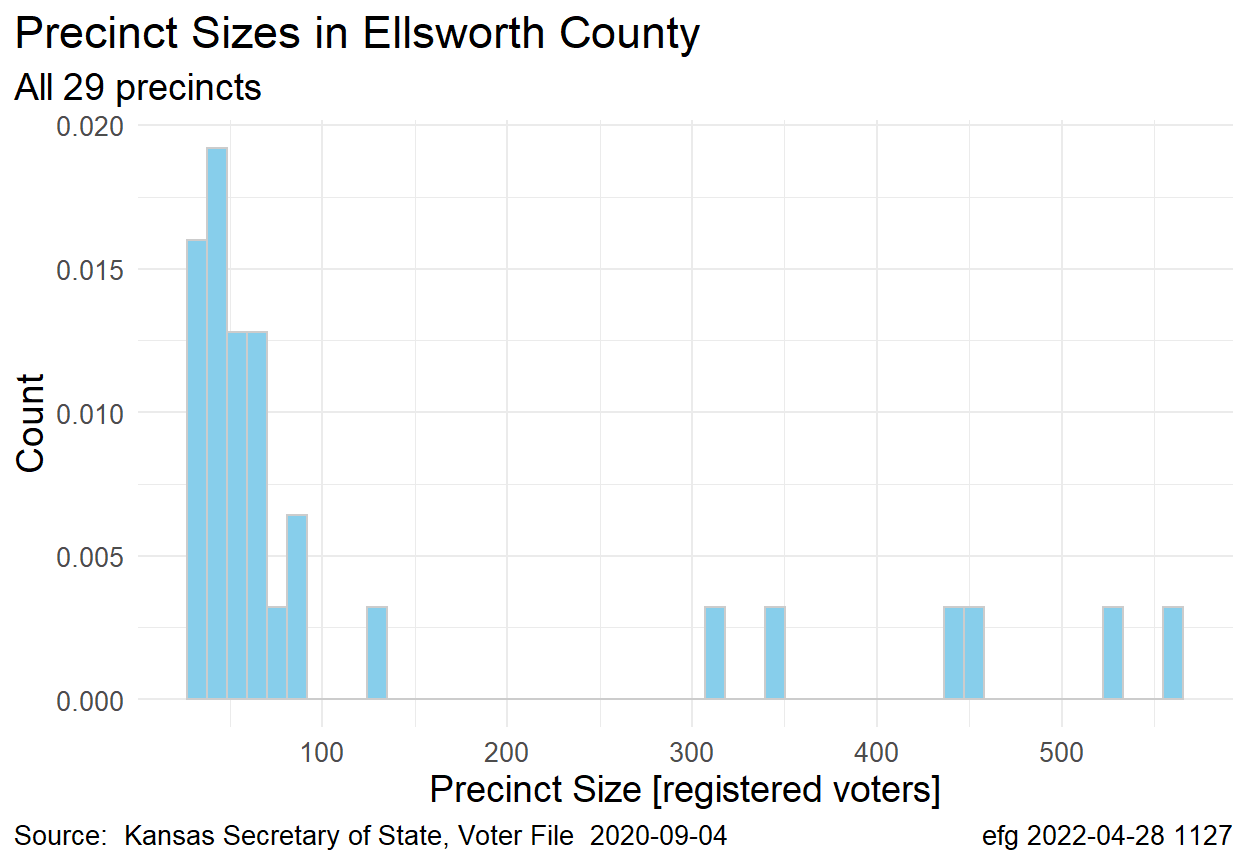 Precinct Sizes in Ellsworth County
All 29 precincts
0.020
0.015
0.010
0.005
0.000
Count
100 200 300 400 500
Precinct Size [registered voters]
Source:  Kansas Secretary of State, Voter File  2020-09-04 efg 2022-04-28 1127